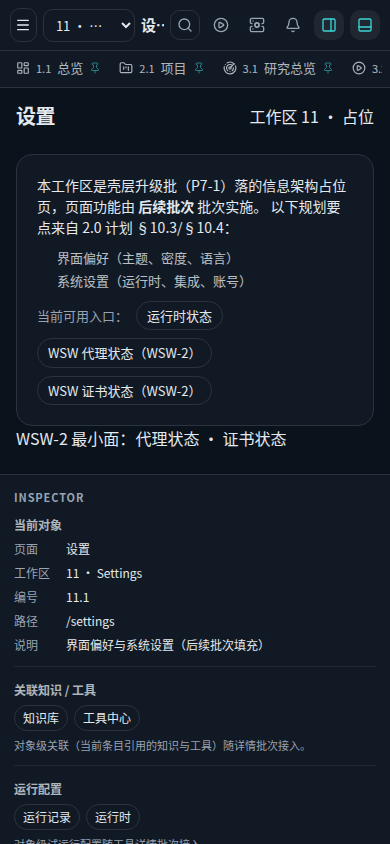 11 · ··· 设··
1.1 总览 2.1 项目 3.1 研究总览 3.
设置 工作区 11 · 占位
本工作区是壳层升级批（P7-1）落的信息架构占位
页，页面功能由 后续批次 批次实施。 以下规划要
点来自 2.0 计划 §10.3/§10.4：
界面偏好（主题、密度、语言）
系统设置（运行时、集成、账号）
当前可用入口： 运行时状态
WSW 代理状态（WSW-2）
WSW 证书状态（WSW-2）
WSW-2 最小面：代理状态 · 证书状态
INSPECTOR
当前对象
页面 设置
工作区 11 · Settings
编号 11.1
路径 /settings
说明 界面偏好与系统设置（后续批次填充）
关联知识 / 工具
知识库 工具中心
对象级关联（当前条目引用的知识与工具）随详情批次接入。
运行配置
运行记录 运行时